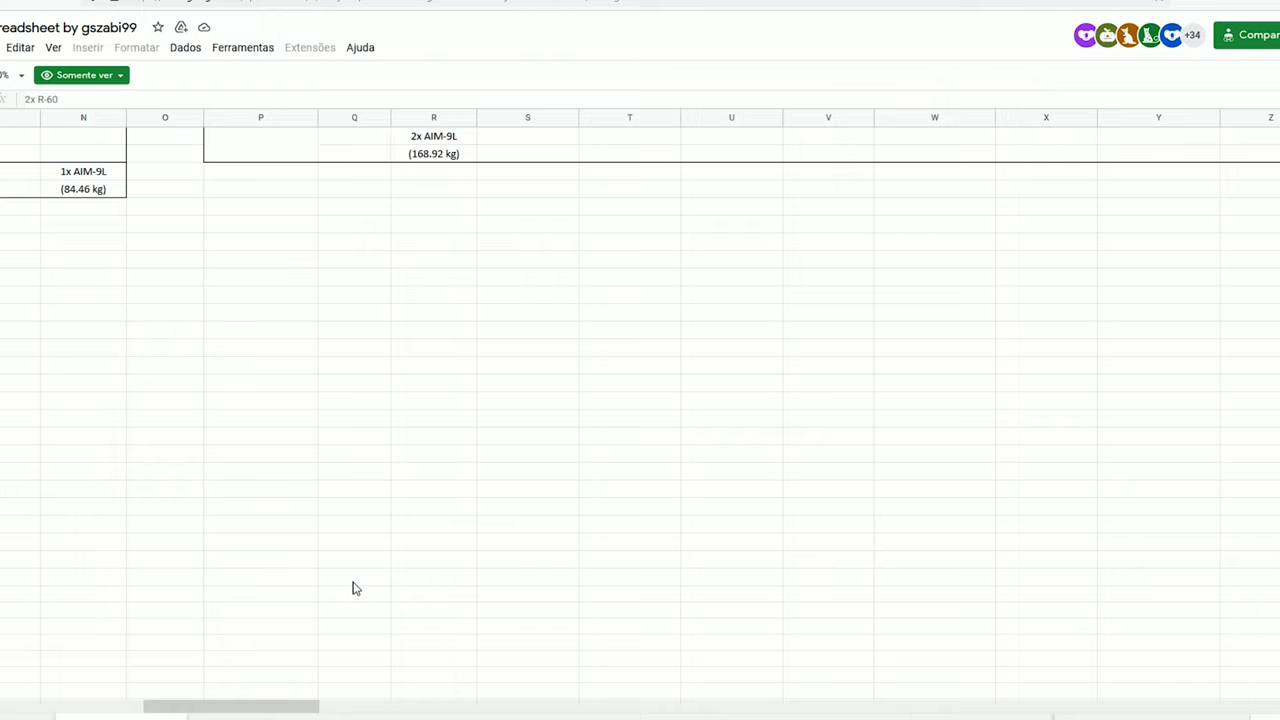 readsheet by gszabi99
Editar Ver Inserir Formatar Dados Ferramentas Extensões Ajuda
+34
Compar
0% Somente ver
2x R-60
N O P Q R S T U V W X Y Z
2x AIM-9L
(168.92 kg)
1x AIM-9L
(84.46 kg)